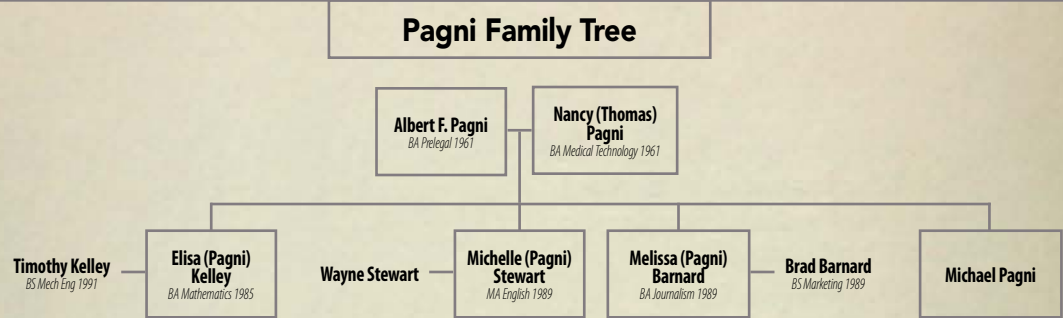 Pagni Family Tree
Albert F. Pagni
BA Prelegal 1961
Nancy (Thomas)
Pagni
BA Medical Technology 1961
Timothy Kelley
BS Mech Eng 1991
Elisa (Pagni)
Kelley
BA Mathematics 1985
Wayne Stewart
Michelle (Pagni)
Stewart
MA English 1989
Melissa (Pagni)
Barnard
BA Journalism 1989
Brad Barnard
BS Marketing 1989
Michael Pagni